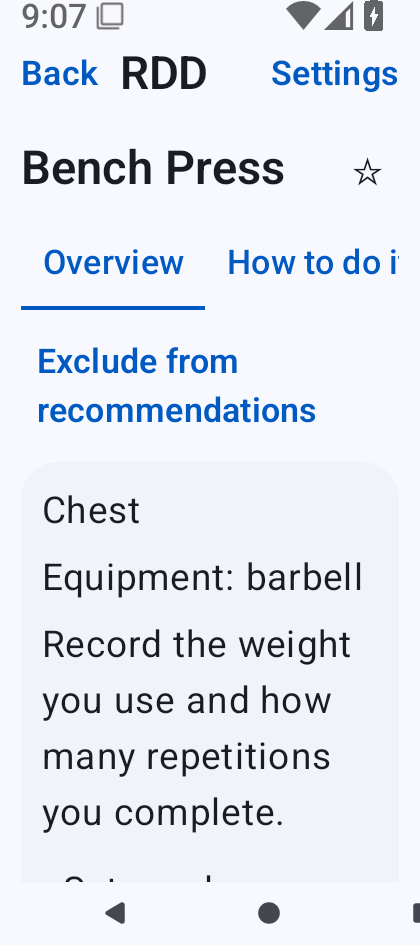 9:07
Back RDD Settings
Bench Press
Overview How to do
Exclude from
recommendations
Chest
Equipment: barbell
Record the weight
you use and how
many repetitions
you complete.